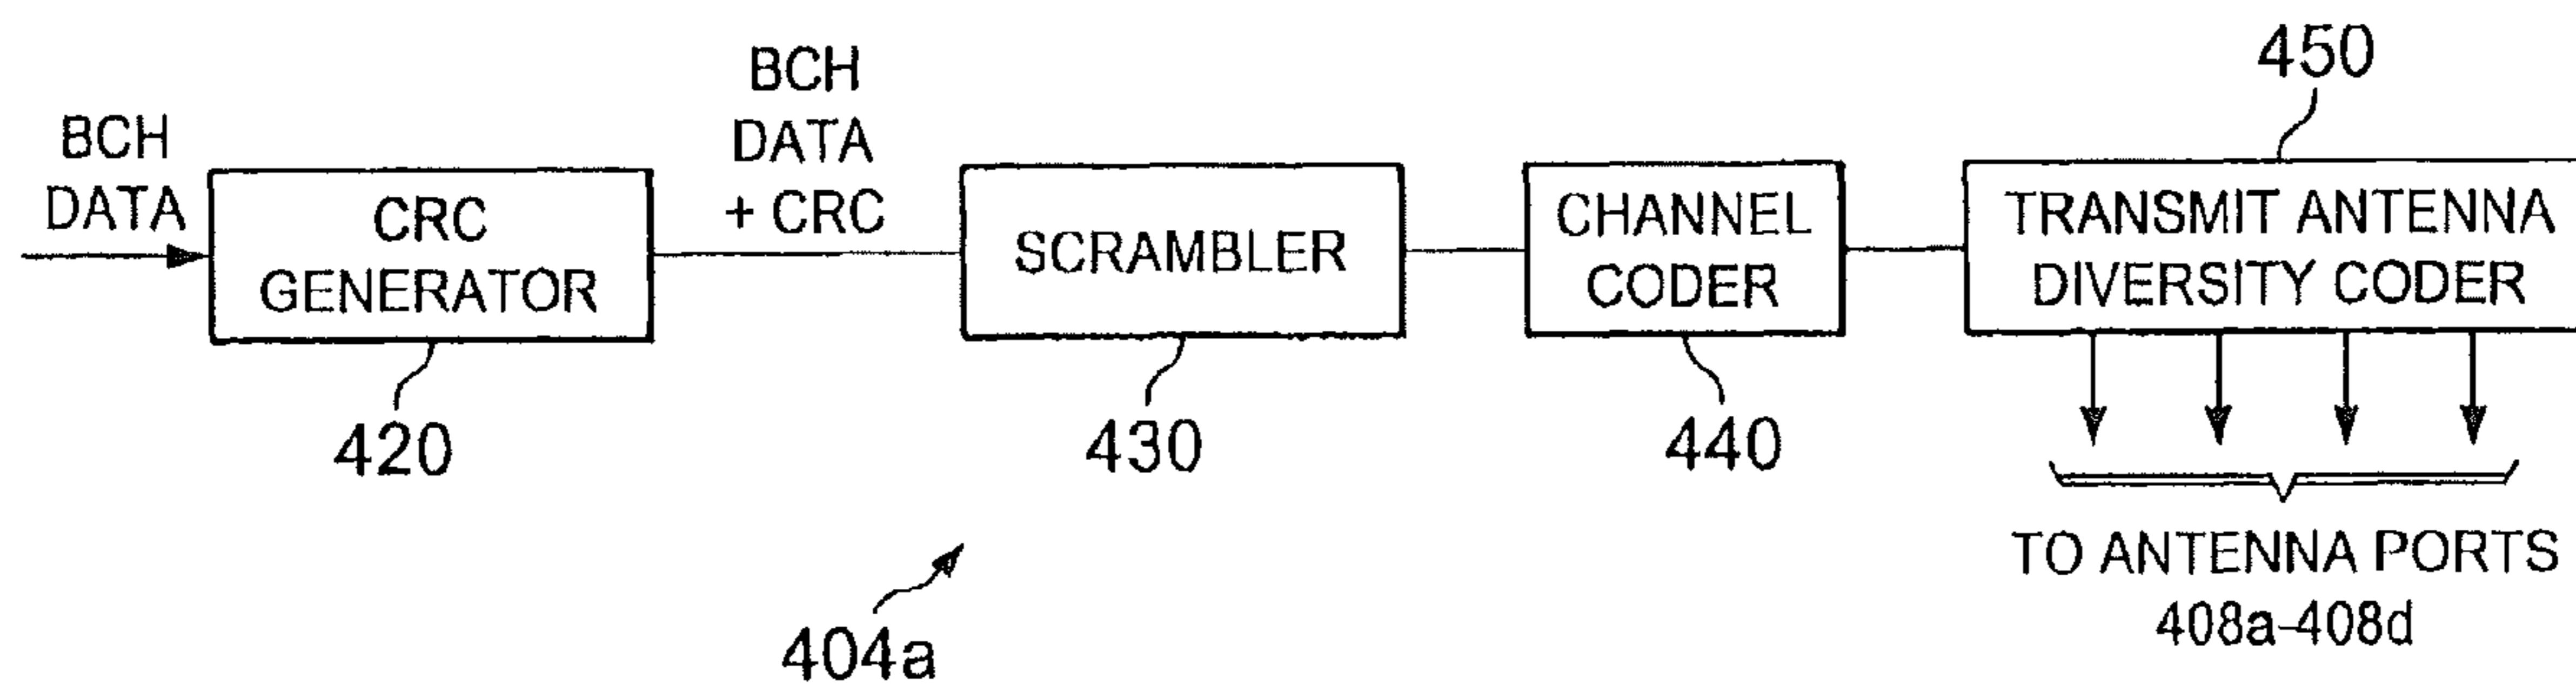 BCH
DATA
CRC
GENERATOR
420
BCH
DATA
+ CRC
SCRAMBLER
430
CHANNEL
CODER
440
450
TRANSMIT ANTENNA
DIVERSITY CODER
TO ANTENNA PORTS
408a-408d
404a